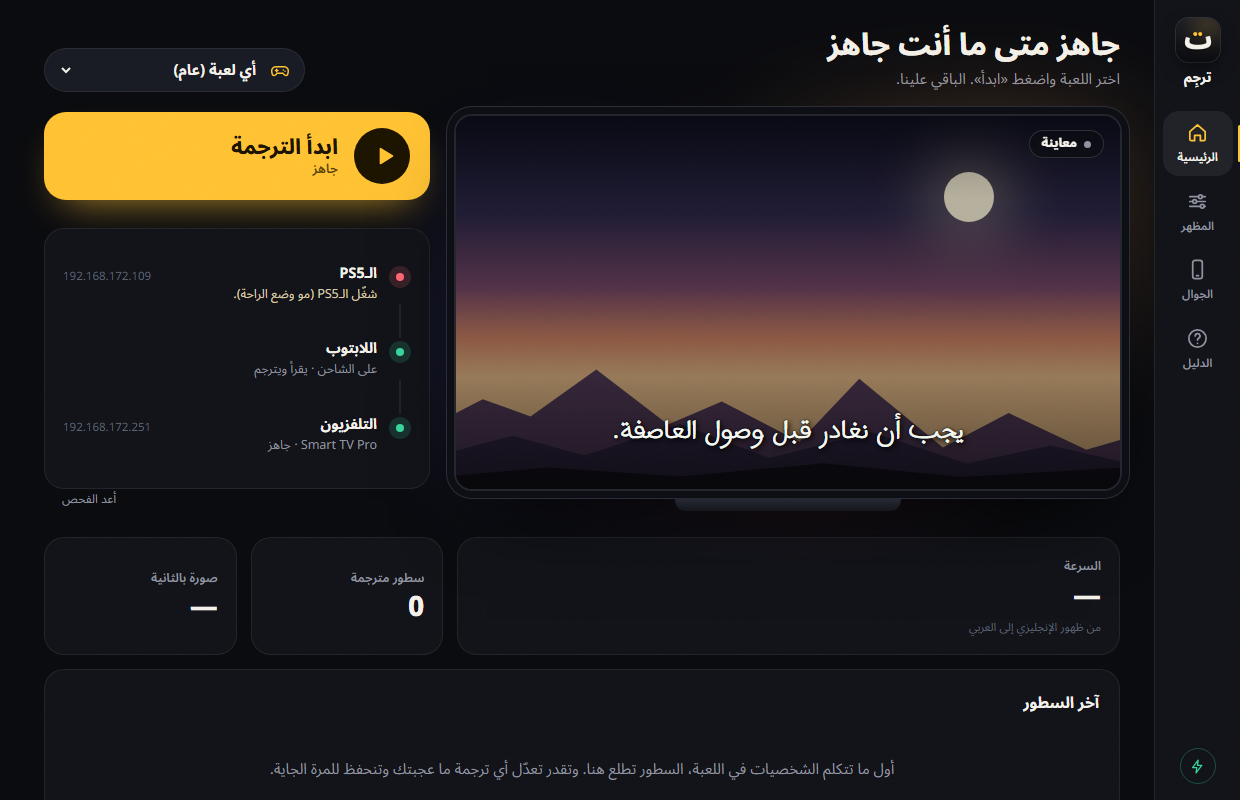 ت
ترجم
الرئيسية
المظهر
الجوال
الدليل
جاهز متى ما أنت جاهز
اختر اللعبة واضغط «ابدأ». الباقي علينا.
أي لعبة (عام)
معاينة
يجب أن نغادر قبل وصول العاصفة.
ابدأ الترجمة
جاهز
الـPS5
192.168.172.109
شغّل الـPS5 (مو وضع الراحة).
اللابتوب
على الشاحن · يقرأ ويترجم
التلفزيون
192.168.172.251
Smart TV Pro · جاهز
أعد الفحص
السرعة
—
من ظهور الإنجليزي إلى العربي
سطور مترجمة
0
صورة بالثانية
—
آخر السطور
أول ما تتكلم الشخصيات في اللعبة، السطور تطلع هنا. وتقدر تعدّل أي ترجمة ما عجبتك وتنحفظ للمرة الجاية.